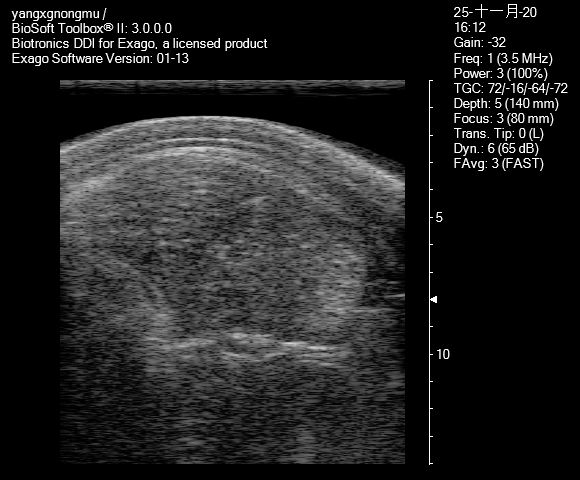 yangxgnongmu /
BioSoft Toolbox® II: 3.0.0.0
Biotronics DDI for Exago, a licensed product
Exago Software Version: 01-13
25-十一月-20
16:12
Gain: -32
Freq: 1 (3.5 MHz)
Power: 3 (100%)
TGC: 72/-16/-64/-72
Depth: 5 (140 mm)
Focus: 3 (80 mm)
Trans. Tip: 0 (L)
Dyn.: 6 (65 dB)
FAvg: 3 (FAST)
5
10